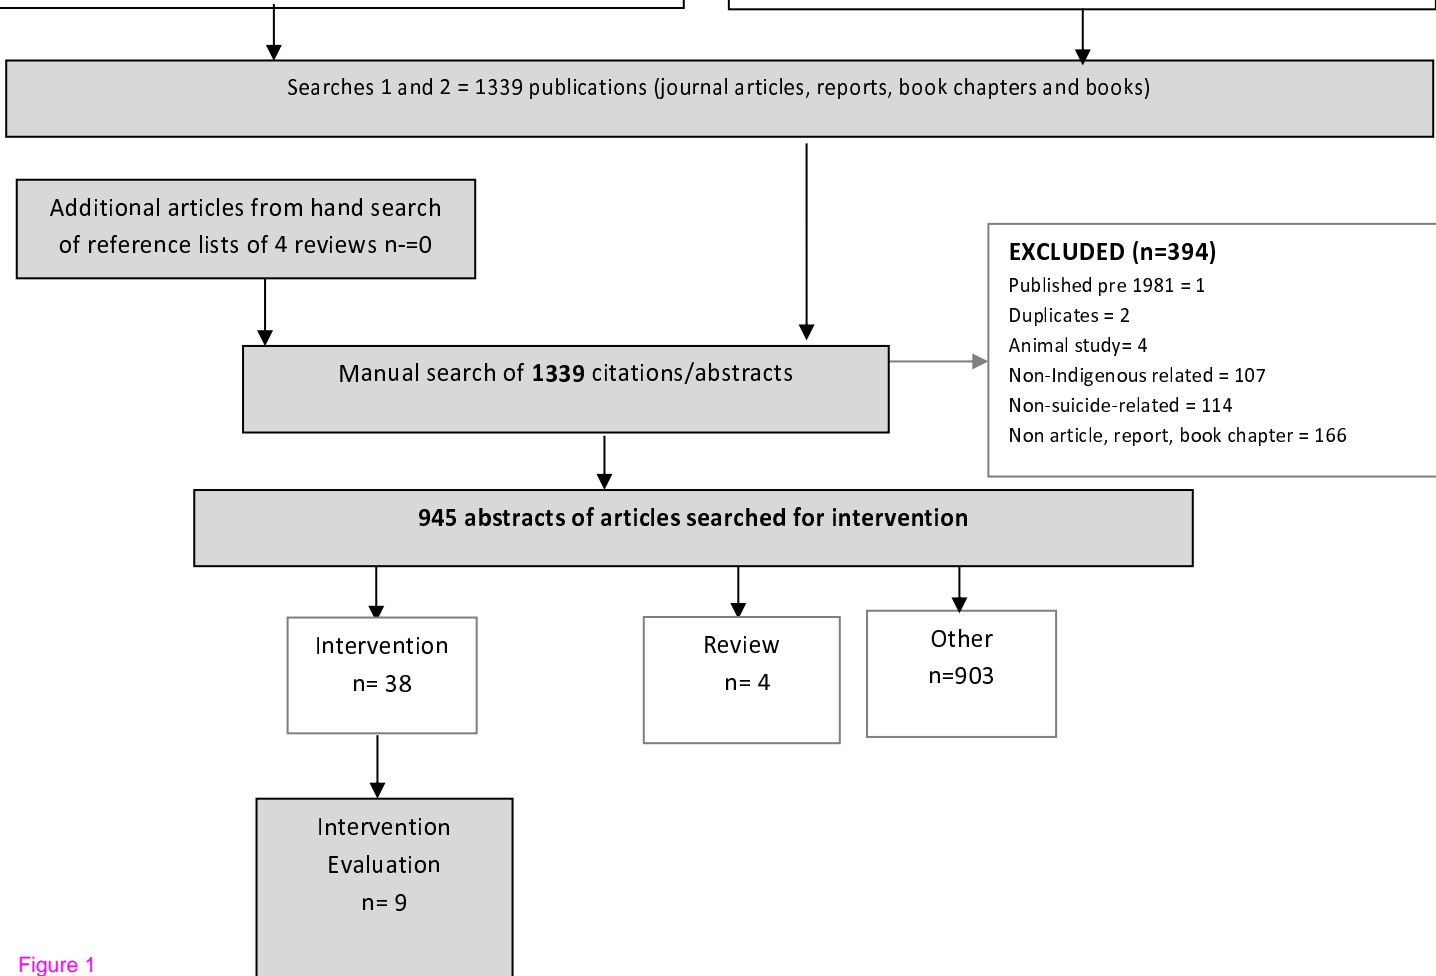 Searches 1 and 2 = 1339 publications (journal articles, reports, book chapters and books)
Additional articles from hand search
of reference lists of 4 reviews n-=0
EXCLUDED (n=394)
Published pre 1981 = 1
Duplicates = 2
Animal study= 4
Non-Indigenous related = 107
Non-suicide-related = 114
Non article, report, book chapter = 166
Manual search of 1339 citations/abstracts
945 abstracts of articles searched for intervention
Intervention
n= 38
Review
n= 4
Other
n=903
Intervention
Evaluation
n= 9
Figure 1